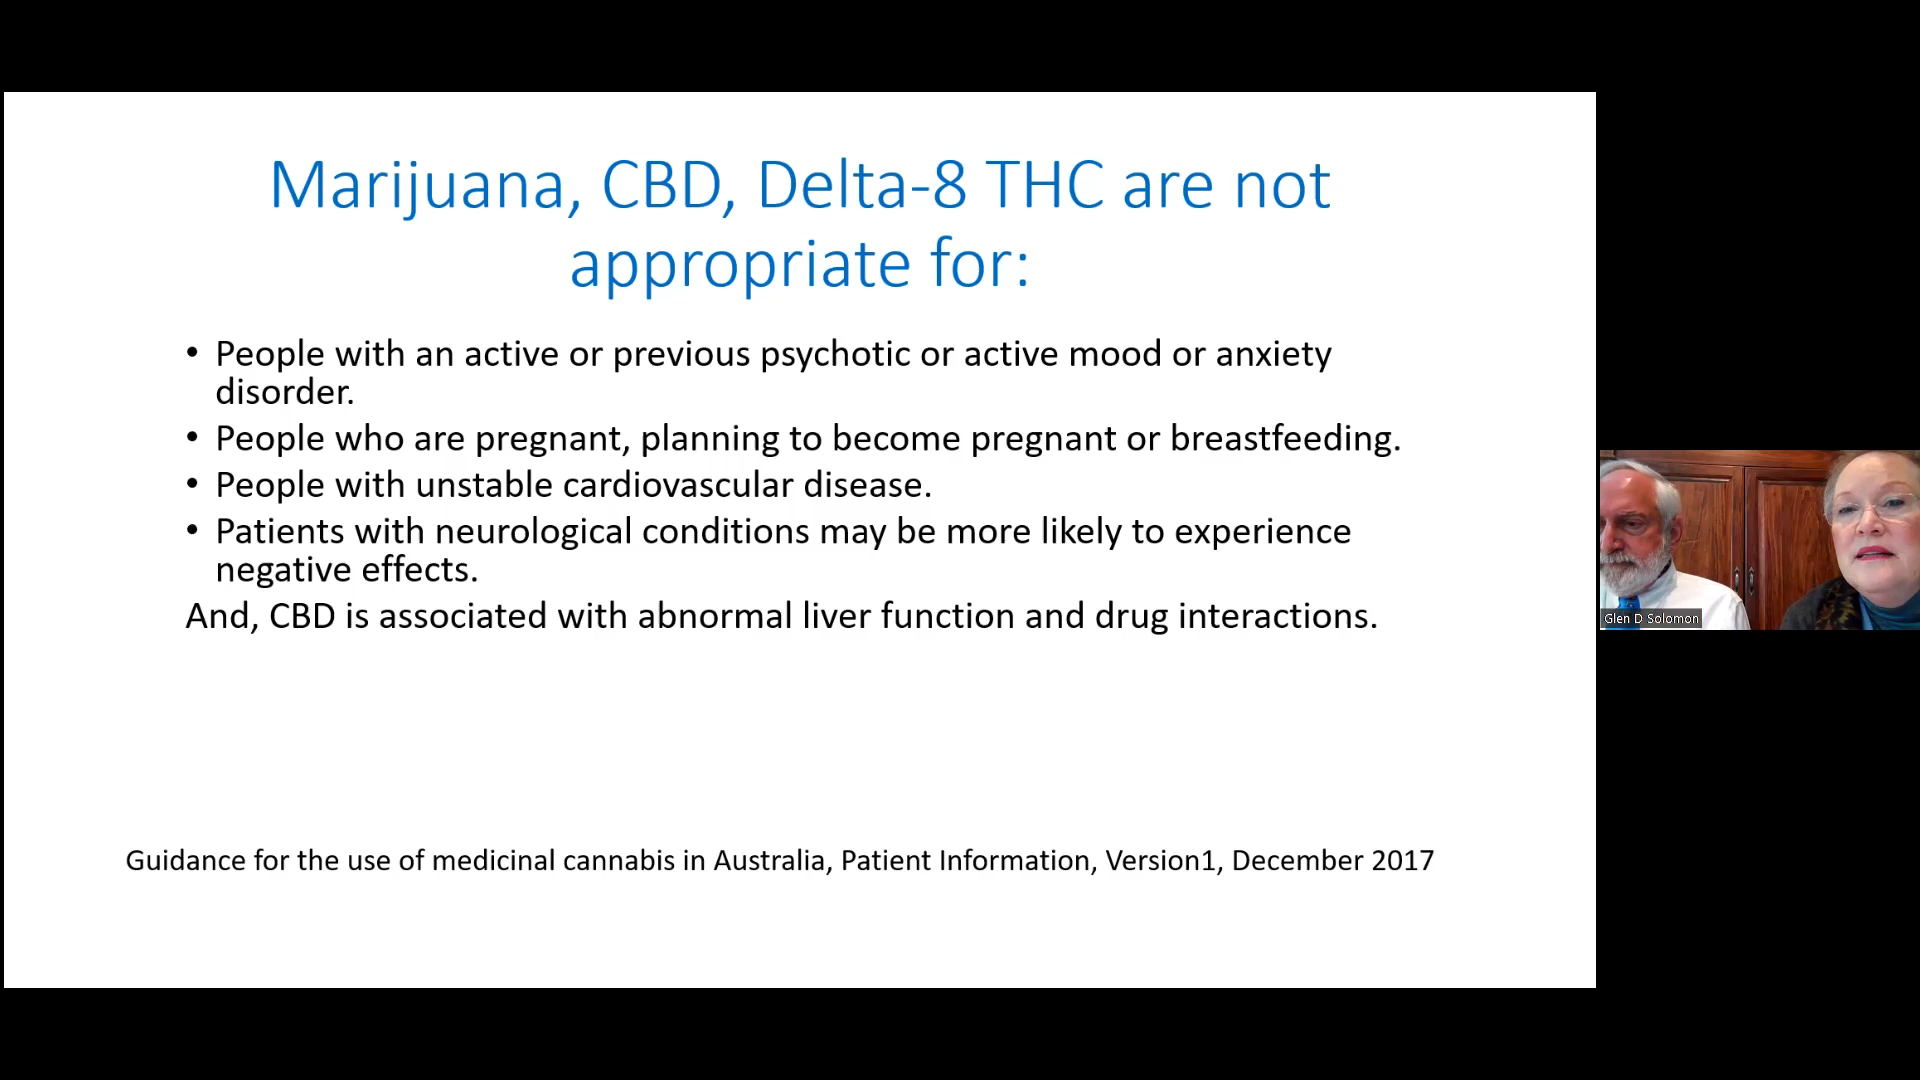 Marijuana, CBD, Delta-8 THC are not
appropriate for:
• People with an active or previous psychotic or active mood or anxiety
disorder.
• People who are pregnant, planning to become pregnant or breastfeeding.
• People with unstable cardiovascular disease.
• Patients with neurological conditions may be more likely to experience
negative effects.
And, CBD is associated with abnormal liver function and drug interactions.
Guidance for the use of medicinal cannabis in Australia, Patient Information, Version1, December 2017
Glen D Solomon